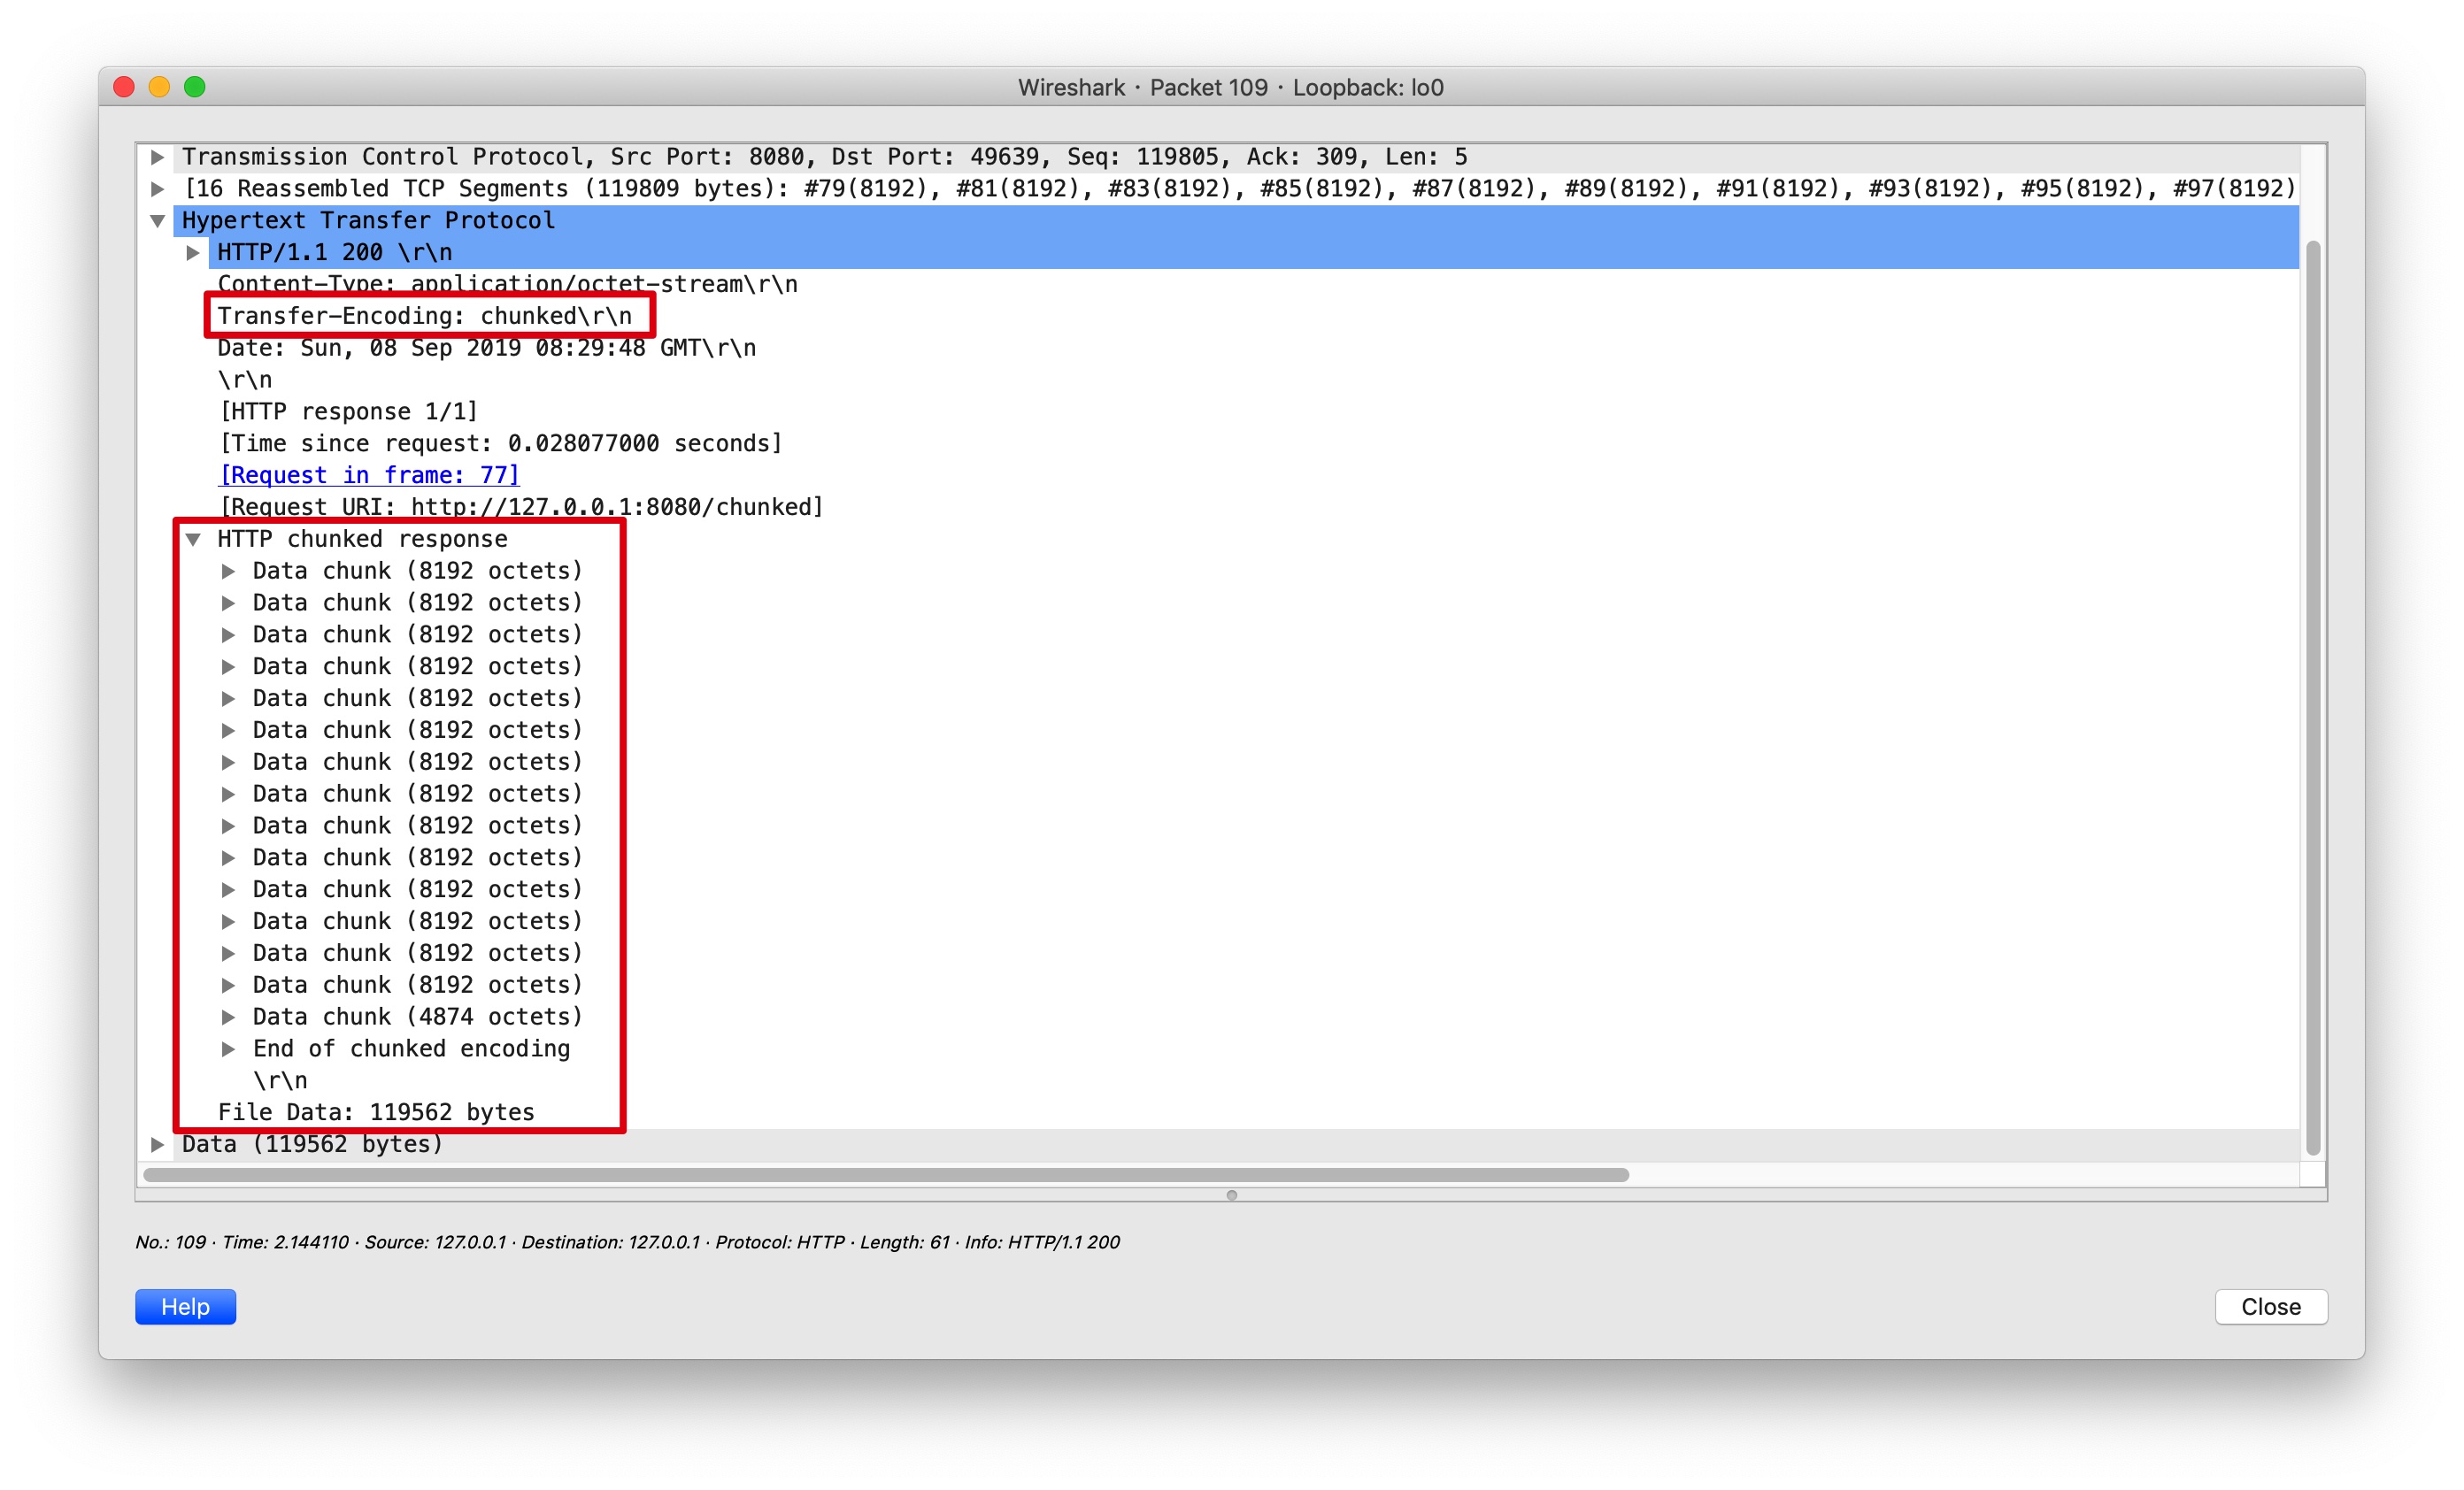 Wireshark · Packet 109 · Loopback: lo0
Transmission Control Protocol, Src Port: 8080, Dst Port: 49639, Seq: 119805, Ack: 309, Len: 5
[16 Reassembled TCP Segments (119809 bytes): #79(8192), #81(8192), #83(8192), #85(8192), #87(8192), #89(8192), #91(8192), #93(8192), #95(8192), #97(8192)
Hypertext Transfer Protocol
HTTP/1.1 200 \r\n
Content-Type: application/octet-stream\r\n
Transfer-Encoding: chunked\r\n
Date: Sun, 08 Sep 2019 08:29:48 GMT\r\n
\r\n
[HTTP response 1/1]
[Time since request: 0.028077000 seconds]
[Request in frame: 77]
[Request URI: http://127.0.0.1:8080/chunked]
HTTP chunked response
Data chunk (8192 octets)
Data chunk (8192 octets)
Data chunk (8192 octets)
Data chunk (8192 octets)
Data chunk (8192 octets)
Data chunk (8192 octets)
Data chunk (8192 octets)
Data chunk (8192 octets)
Data chunk (8192 octets)
Data chunk (8192 octets)
Data chunk (8192 octets)
Data chunk (8192 octets)
Data chunk (8192 octets)
Data chunk (8192 octets)
Data chunk (4874 octets)
End of chunked encoding
\r\n
File Data: 119562 bytes
Data (119562 bytes)
No.: 109 · Time: 2.144110 · Source: 127.0.0.1 · Destination: 127.0.0.1 · Protocol: HTTP · Length: 61 · Info: HTTP/1.1 200
Help
Close